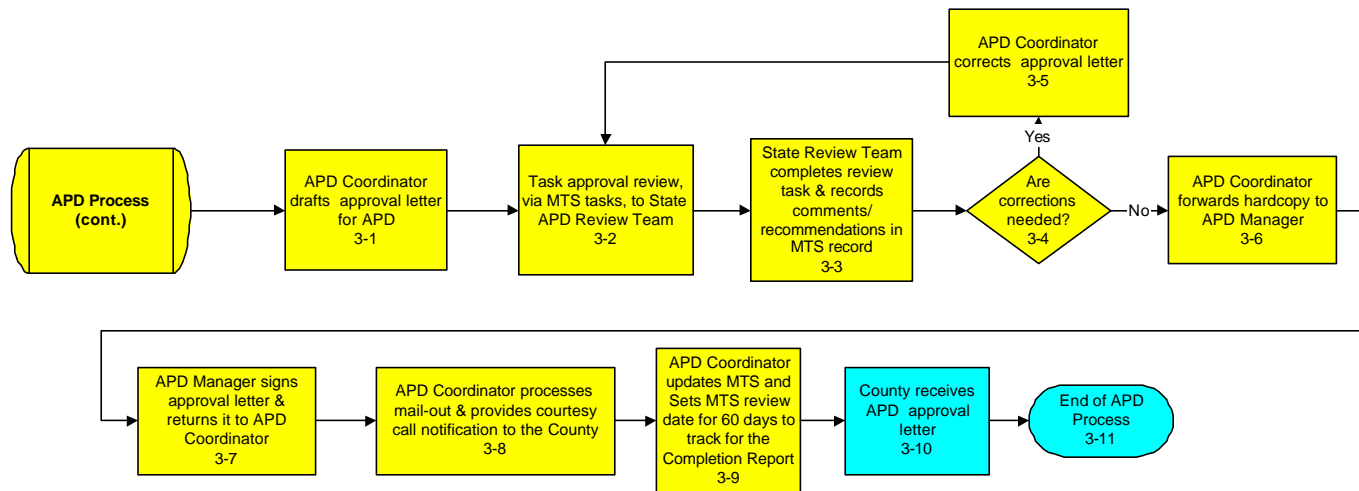 APD Process
(cont.)
APD Coordinator
drafts approval letter
for APD
3-1
Task approval review,
via MTS tasks, to State
APD Review Team
3-2
State Review Team
completes review
task & records
comments/
recommendations in
MTS record
3-3
Are
corrections
needed?
3-4
Yes
APD Coordinator
corrects approval letter
3-5
No
APD Coordinator
forwards hardcopy to
APD Manager
3-6
APD Manager signs
approval letter &
returns it to APD
Coordinator
3-7
APD Coordinator processes
mail-out & provides courtesy
call notification to the County
3-8
APD Coordinator
updates MTS and
Sets MTS review
date for 60 days to
track for the
Completion Report
3-9
County receives
APD approval
letter
3-10
End of APD
Process
3-11